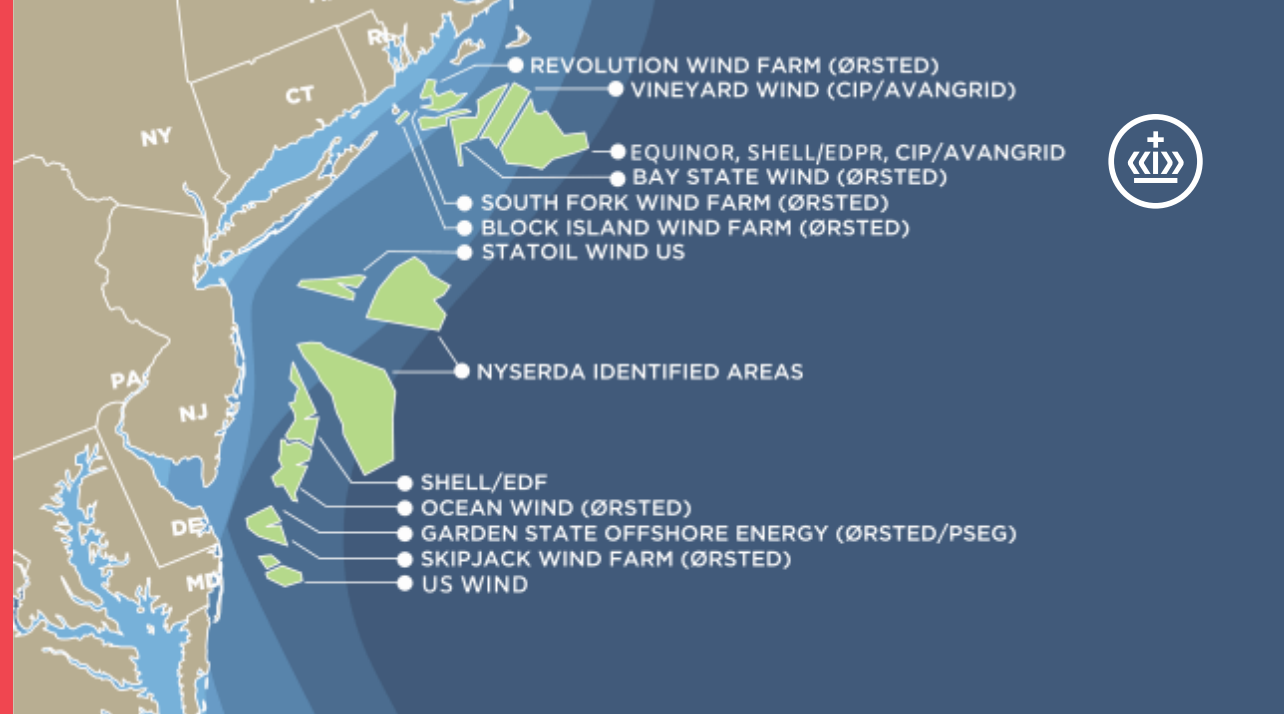 RI
REVOLUTION WIND FARM (ØRSTED)
CT
VINEYARD WIND (CIP/AVANGRID)
NY
EQUINOR, SHELL/EDPR, CIP/AVANGRID
BAY STATE WIND (ØRSTED)
SOUTH FORK WIND FARM (ØRSTED)
BLOCK ISLAND WIND FARM (ØRSTED)
STATOIL WIND US
NYSERDA IDENTIFIED AREAS
PA
NJ
SHELL/EDF
OCEAN WIND (ØRSTED)
DE
GARDEN STATE OFFSHORE ENERGY (ØRSTED/PSEG)
SKIPJACK WIND FARM (ØRSTED)
MD
US WIND